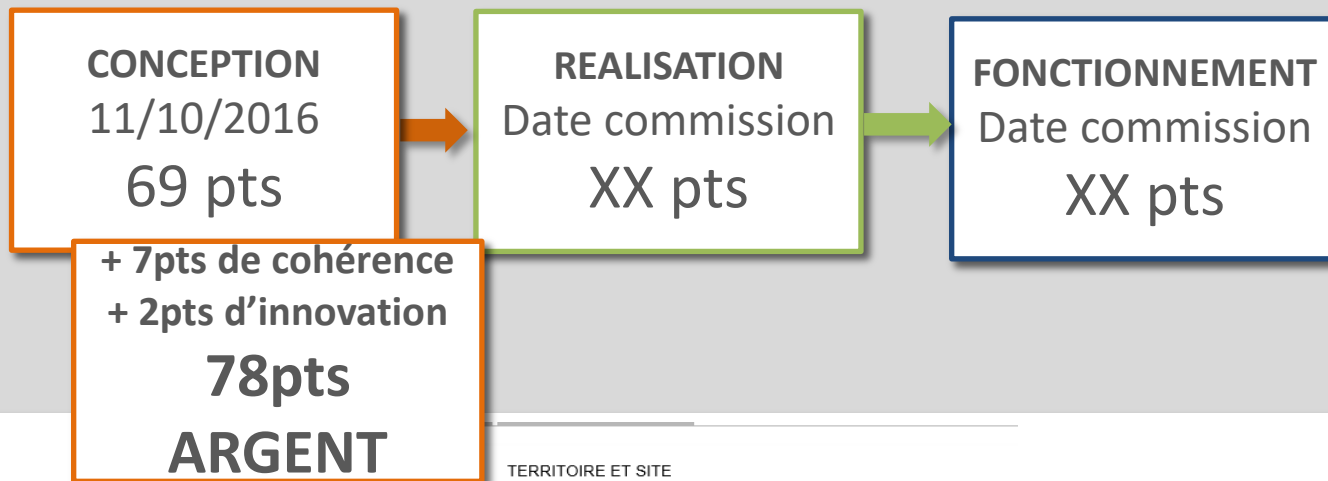 CONCEPTION
11/10/2016
69 pts
+ 7pts de cohérence
+ 2pts d’innovation
78pts
ARGENT
REALISATION
Date commission
XX pts
FONCTIONNEMENT
Date commission
XX pts
TERRITOIRE ET SITE